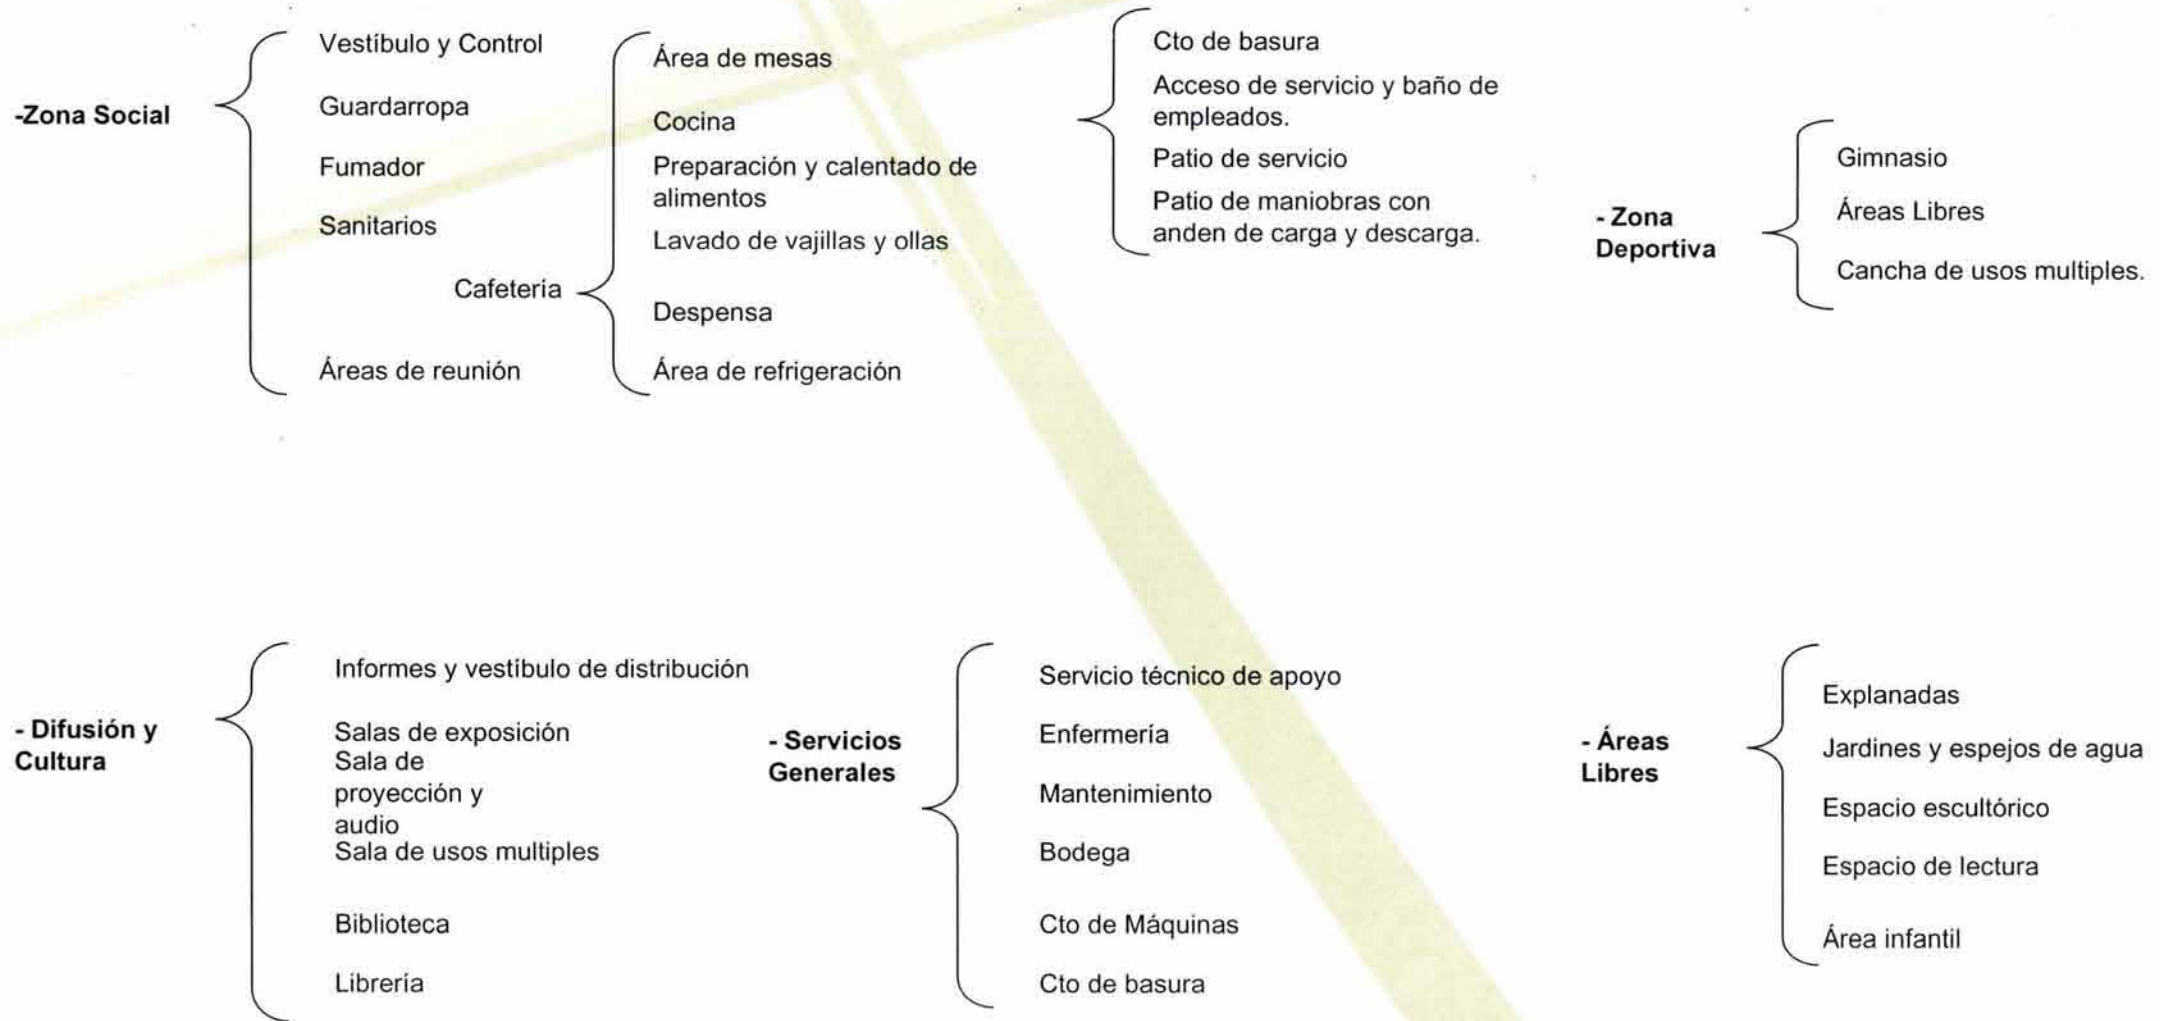 -Zona Social
Vestíbulo y Control
Guardarropa
Fumador
Sanitarios
Cafetería
Áreas de reunión
Área de mesas
Cocina
Preparación y calentado de
alimentos
Lavado de vajillas y ollas
Despensa
Área de refrigeración
Cto de basura
Acceso de servicio y baño de
empleados.
Patio de servicio
Patio de maniobras con
anden de carga y descarga.
- Zona
Deportiva
Gimnasio
Áreas Libres
Cancha de usos multiples.
- Difusión y
Cultura
Informes y vestíbulo de distribución
Salas de exposición
Sala de
proyección y
audio
Sala de usos multiples
Biblioteca
Librería
- Servicios
Generales
Servicio técnico de apoyo
Enfermería
Mantenimiento
Bodega
Cto de Máquinas
Cto de basura
- Áreas
Libres
Explanadas
Jardines y espejos de agua
Espacio escultórico
Espacio de lectura
Área infantil